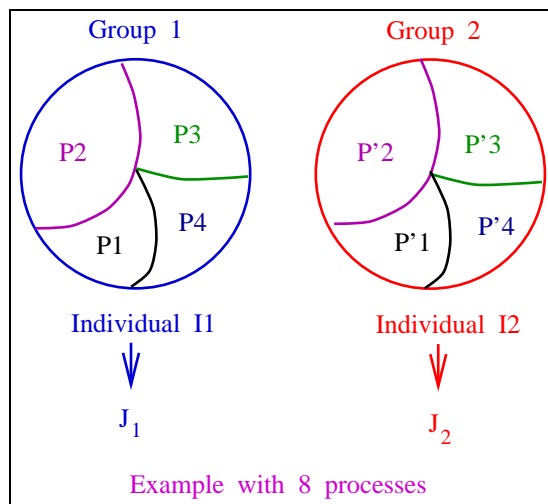 Group 1
Group 2
P2
P3
P1
P4
P'2
P'3
P'1
P'4
Individual I1
Individual I2
J1
J2
Example with 8 processes